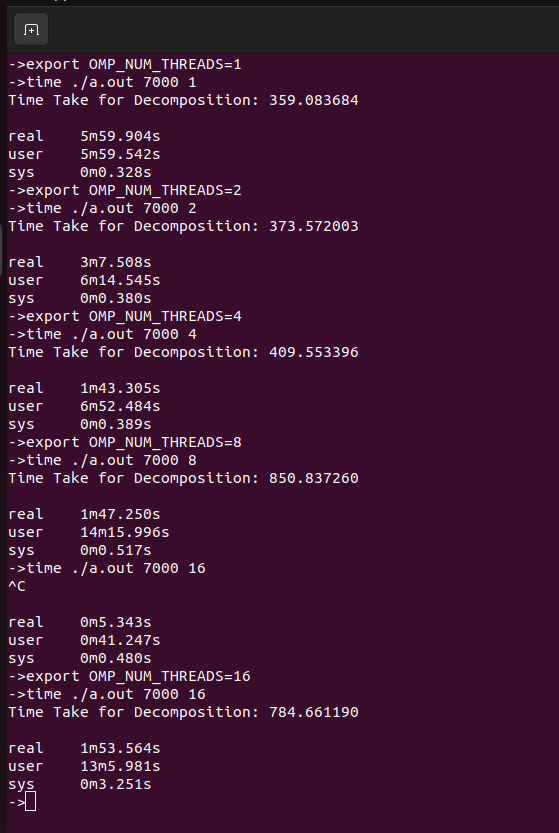 ->export OMP_NUM_THREADS=1
->time ./a.out 7000 1
Time Take for Decomposition: 359.083684
real 5m59.904s
user 5m59.542s
sys 0m0.328s
->export OMP_NUM_THREADS=2
->time ./a.out 7000 2
Time Take for Decomposition: 373.572003
real 3m7.508s
user 6m14.545s
sys 0m0.380s
->export OMP_NUM_THREADS=4
->time ./a.out 7000 4
Time Take for Decomposition: 409.553396
real 1m43.305s
user 6m52.484s
sys 0m0.389s
->export OMP_NUM_THREADS=8
->time ./a.out 7000 8
Time Take for Decomposition: 850.837260
real 1m47.250s
user 14m15.996s
sys 0m0.517s
->time ./a.out 7000 16
^C
real 0m5.343s
user 0m41.247s
sys 0m0.480s
->export OMP_NUM_THREADS=16
->time ./a.out 7000 16
Time Take for Decomposition: 784.661190
real 1m53.564s
user 13m5.981s
sys 0m3.251s
->